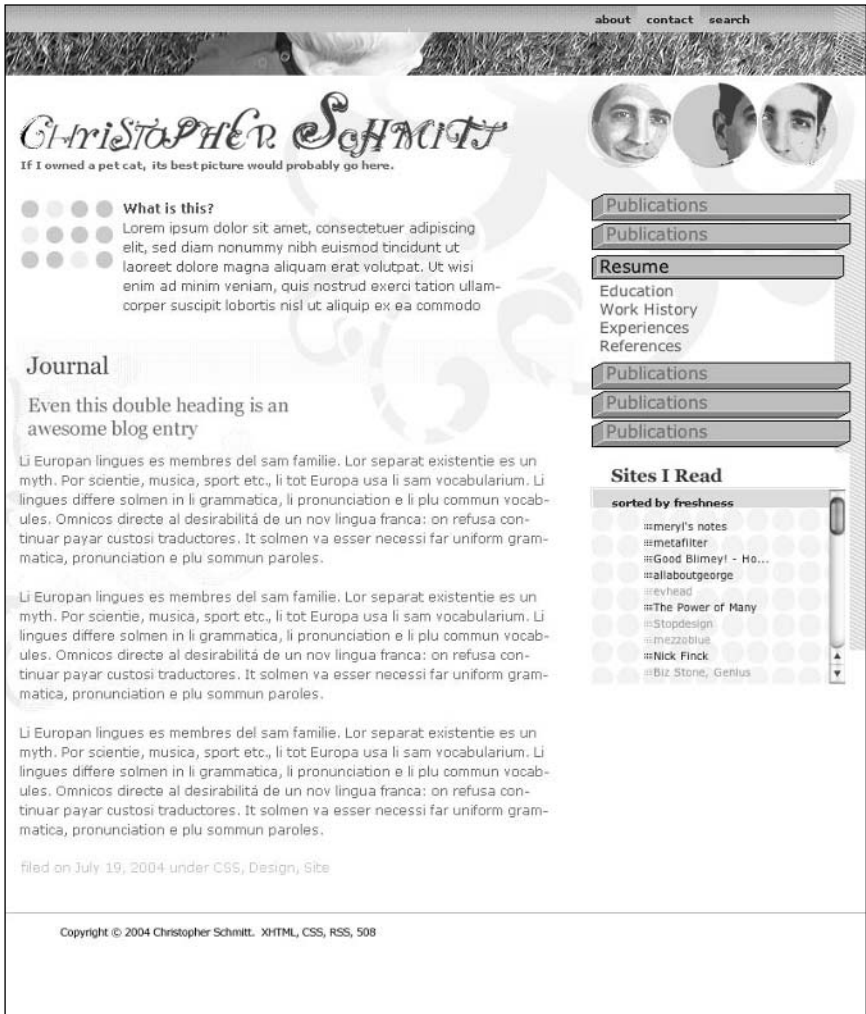 about contact search
CHriSToPHEr ScHMiTT
If I owned a pet cat, its best picture would probably go here.
What is this?
Lorem ipsum dolor sit amet, consectetuer adipiscing
elit, sed diam nonummy nibh euismod tincidunt ut
laoreet dolore magna aliquam erat volutpat. Ut wisi
enim ad minim veniam, quis nostrud exerci tation ullam-
corper suscipit lobortis nisl ut aliquip ex ea commodo
Journal
Even this double heading is an
awesome blog entry
Li Europan lingues es membres del sam familie. Lor separat existentie es un
myth. Por scientie, musica, sport etc., li tot Europa usa li sam vocabularium. Li
lingues differe solmen in li grammatica, li pronunciation e li plu commun vocab-
ules. Omnicos directe al desirabilitá de un nov lingua franca: on refusa con-
tinuar payar custosi traductores. It solmen va esser necessi far uniform gram-
matica, pronunciation e plu sommun paroles.
Li Europan lingues es membres del sam familie. Lor separat existentie es un
myth. Por scientie, musica, sport etc., li tot Europa usa li sam vocabularium. Li
lingues differe solmen in li grammatica, li pronunciation e li plu commun vocab-
ules. Omnicos directe al desirabilitá de un nov lingua franca: on refusa con-
tinuar payar custosi traductores. It solmen va esser necessi far uniform gram-
matica, pronunciation e plu sommun paroles.
Li Europan lingues es membres del sam familie. Lor separat existentie es un
myth. Por scientie, musica, sport etc., li tot Europa usa li sam vocabularium. Li
lingues differe solmen in li grammatica, li pronunciation e li plu commun vocab-
ules. Omnicos directe al desirabilitá de un nov lingua franca: on refusa con-
tinuar payar custosi traductores. It solmen va esser necessi far uniform gram-
matica, pronunciation e plu sommun paroles.
filed on July 19, 2004 under CSS, Design, Site
Publications
Publications
Resume
Education
Work History
Experiences
References
Publications
Publications
Publications
Sites I Read
sorted by freshness
meryl's notes
metafilter
Good Blimey! - Ho...
allaboutgeorge
evhead
The Power of Many
Stopdesign
mezzoblue
Nick Finck
Biz Stone, Genius
Copyright © 2004 Christopher Schmitt. XHTML, CSS, RSS, 508